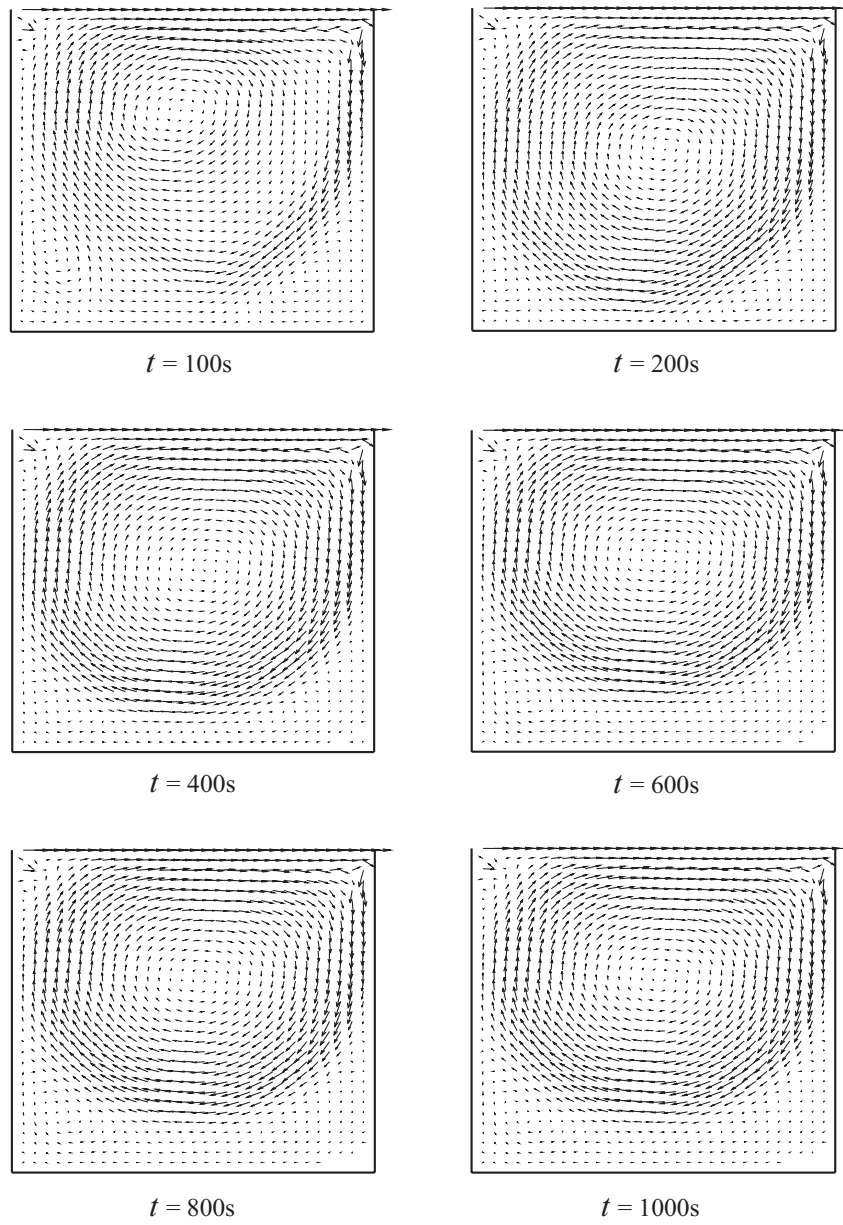 t = 100s
t = 200s
t = 400s
t = 600s
t = 800s
t = 1000s